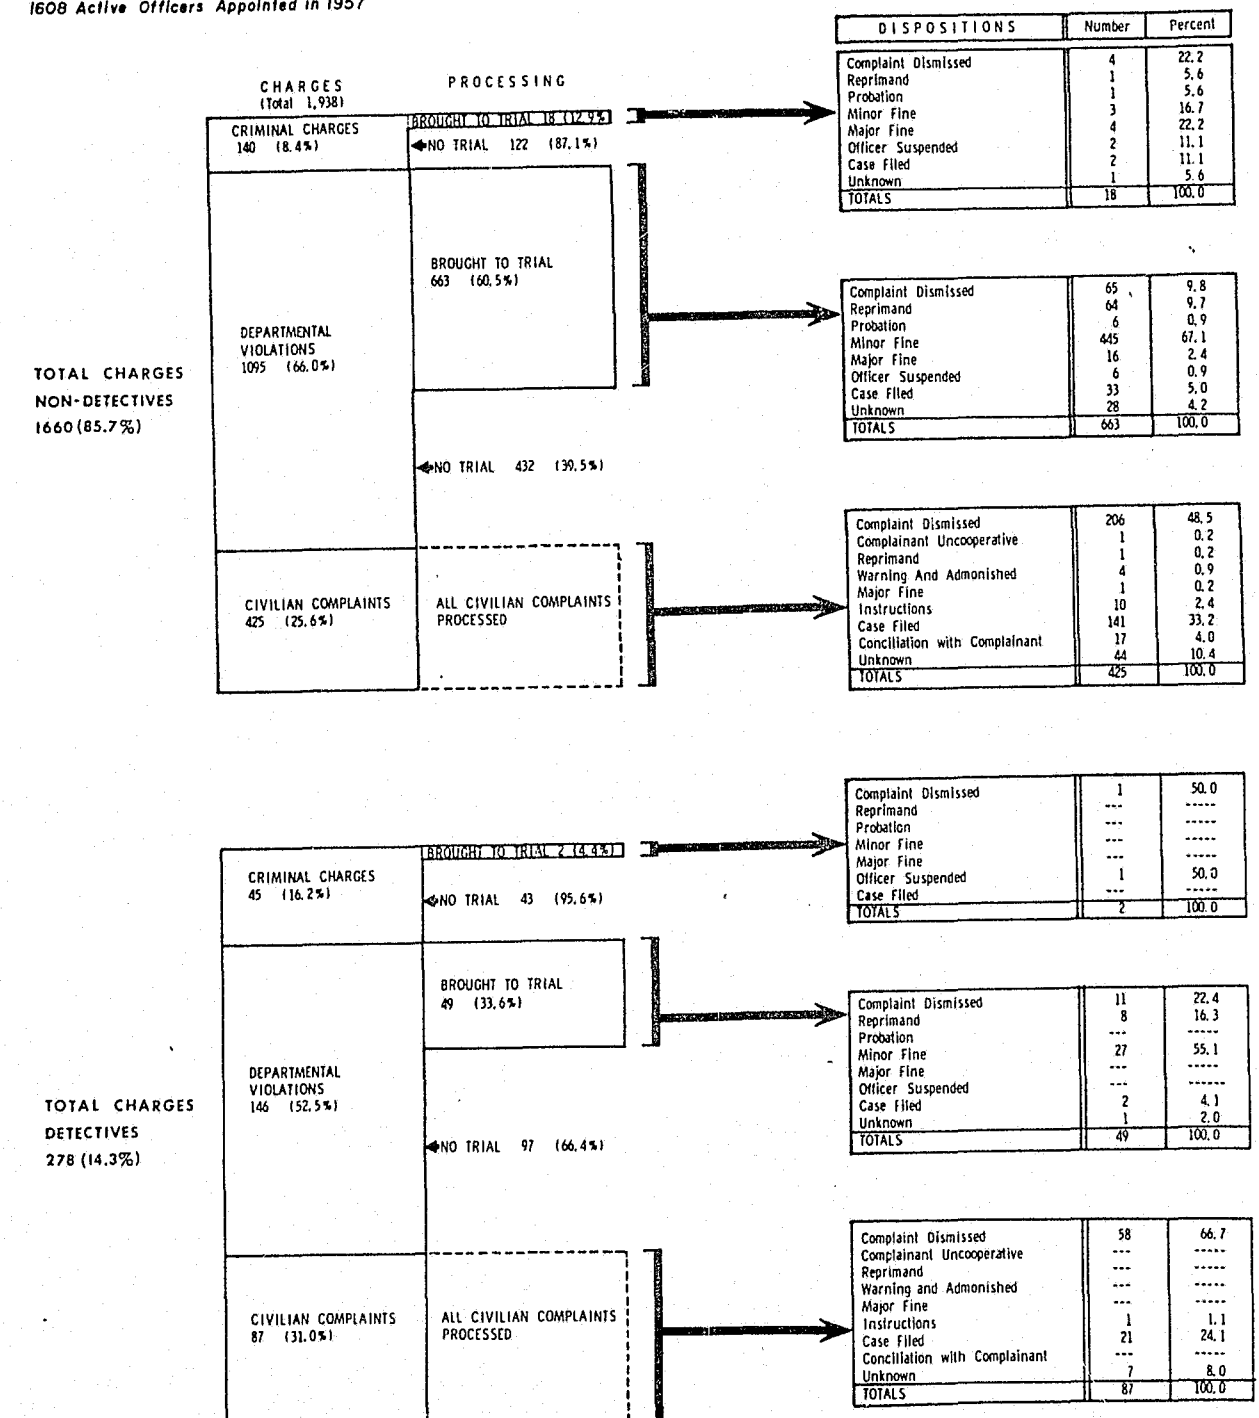 1608 Active Officers Appointed in 1957
DISPOSITIONS Number Percent
CHARGES
(Total 1,938)
PROCESSING
CRIMINAL CHARGES
140 (8.4%)
BROUGHT TO TRIAL 18 (12.9%
NO TRIAL 122 (87.1%)
Complaint Dismissed 4 22.2
Reprimand 1 5.6
Probation 1 5.6
Minor Fine 3 16.7
Major Fine 4 22.2
Officer Suspended 2 11.1
Case Filed 2 11.1
Unknown 1 5.6
TOTALS 18 100.0
TOTAL CHARGES
NON-DETECTIVES
1660 (85.7%)
DEPARTMENTAL
VIOLATIONS
1095 (66.0%)
BROUGHT TO TRIAL
663 (60.5%)
NO TRIAL 432 (39.5%)
Complaint Dismissed 65 9.8
Reprimand 64 9.7
Probation 6 0.9
Minor Fine 445 67.1
Major Fine 16 2.4
Officer Suspended 6 0.9
Case Filed 33 5.0
Unknown 28 4.2
TOTALS 663 100.0
CIVILIAN COMPLAINTS
425 (25.6%)
ALL CIVILIAN COMPLAINTS
PROCESSED
Complaint Dismissed 206 48.5
Complainant Uncooperative 1 0.2
Reprimand 1 0.2
Warning And Admonished 4 0.9
Major Fine 1 0.2
Instructions 10 2.4
Case Filed 141 33.2
Conciliation with Complainant 17 4.0
Unknown 44 10.4
TOTALS 425 100.0
TOTAL CHARGES
DETECTIVES
278 (14.3%)
CRIMINAL CHARGES
45 (16.2%)
BROUGHT TO TRIAL 2 (4.4%)
NO TRIAL 43 (95.6%)
Complaint Dismissed 1 50.0
Reprimand --- -----
Probation --- -----
Minor Fine --- -----
Major Fine --- -----
Officer Suspended 1 50.0
Case Filed --- -----
TOTALS 2 100.0
DEPARTMENTAL
VIOLATIONS
146 (52.5%)
BROUGHT TO TRIAL
49 (33.6%)
NO TRIAL 97 (66.4%)
Complaint Dismissed 11 22.4
Reprimand 8 16.3
Probation --- -----
Minor Fine 27 55.1
Major Fine --- -----
Officer Suspended --- ------
Case Filed 2 4.1
Unknown 1 2.0
TOTALS 49 100.0
CIVILIAN COMPLAINTS
87 (31.0%)
ALL CIVILIAN COMPLAINTS
PROCESSED
Complaint Dismissed 58 66.7
Complainant Uncooperative --- -----
Reprimand --- -----
Warning and Admonished --- -----
Major Fine --- -----
Instructions 1 1.1
Case Filed 21 24.1
Conciliation with Complainant --- -----
Unknown 7 8.0
TOTALS 87 100.0